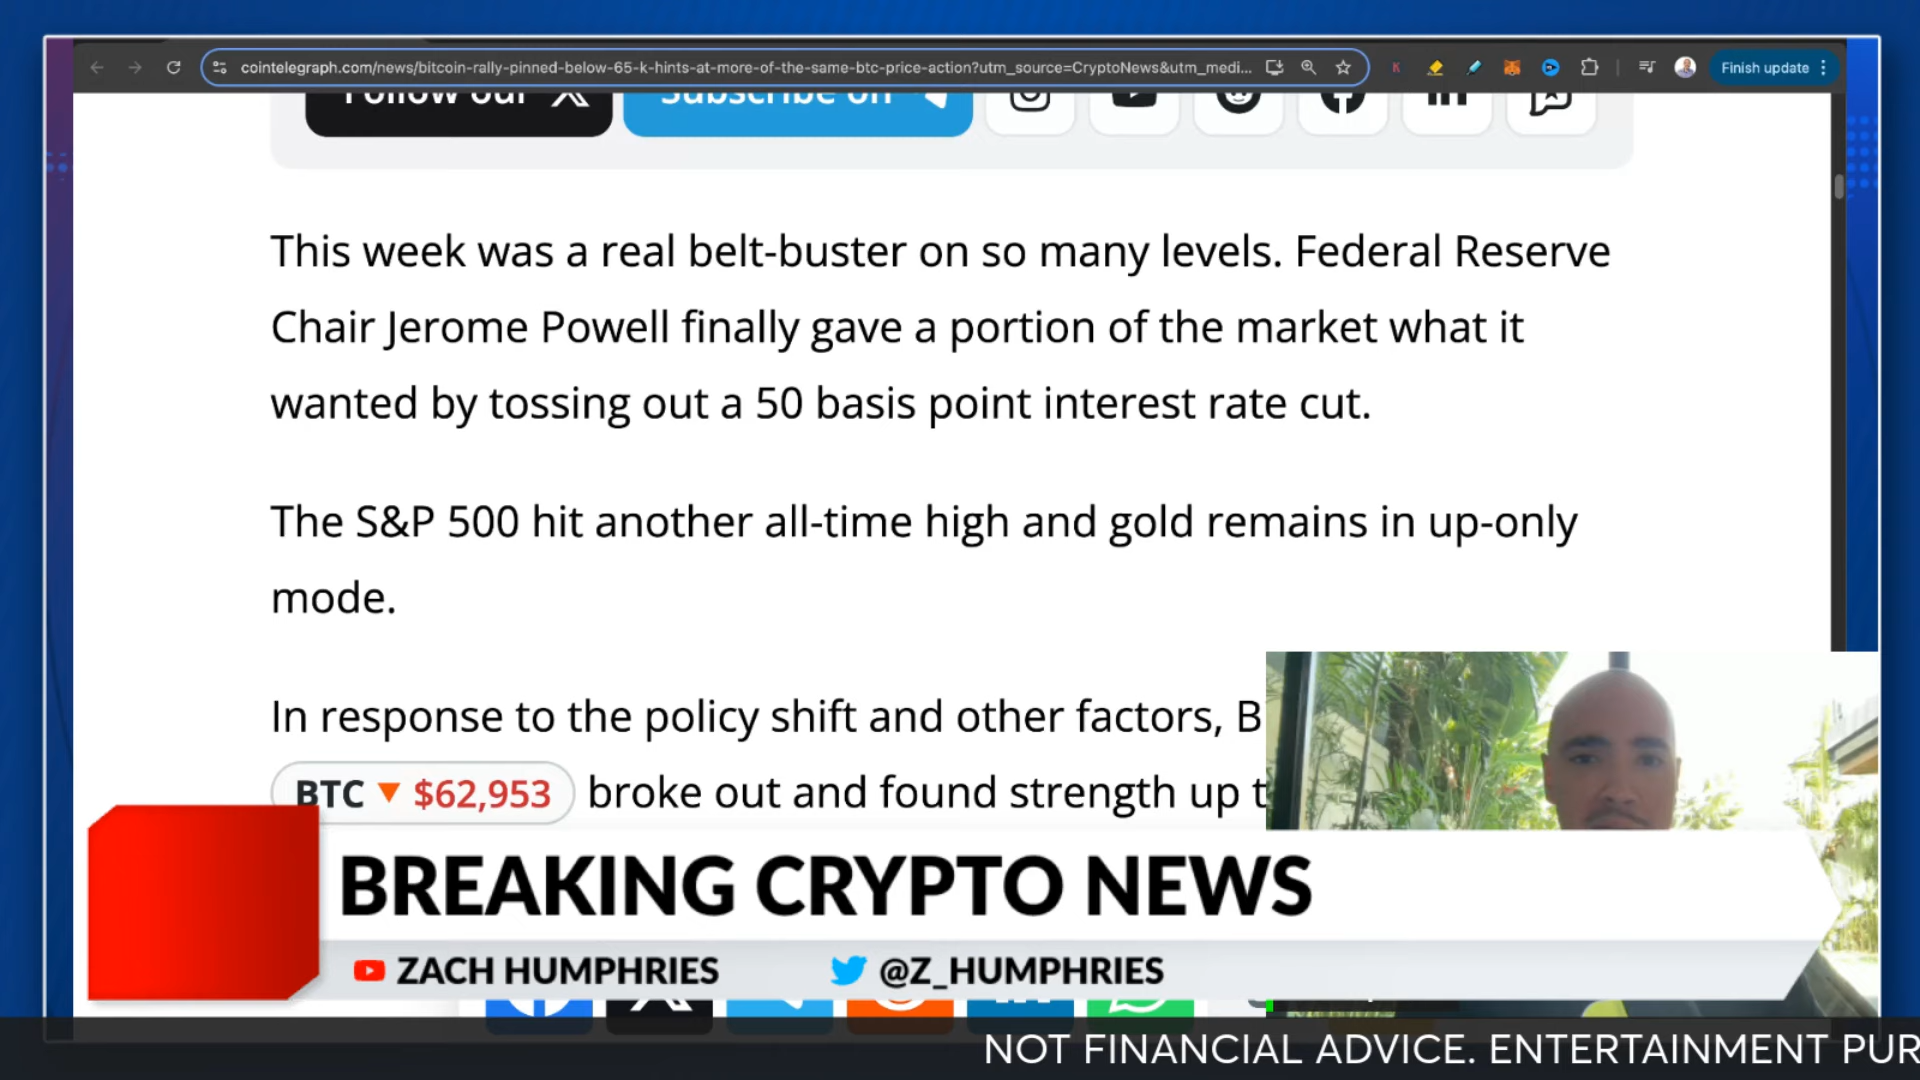 cointelegraph.com/news/bitcoin-rally-pinned-below-65-k-hints-at-more-of-the-same-btc-price-action?utm_source=CryptoNews&utm_medi...
Finish update
Follow our X
Subscribe on
This week was a real belt-buster on so many levels. Federal Reserve
Chair Jerome Powell finally gave a portion of the market what it
wanted by tossing out a 50 basis point interest rate cut.
The S&P 500 hit another all-time high and gold remains in up-only
mode.
In response to the policy shift and other factors, B
BTC ▼ $62,953 broke out and found strength up t
BREAKING CRYPTO NEWS
ZACH HUMPHRIES @Z_HUMPHRIES
NOT FINANCIAL ADVICE. ENTERTAINMENT PUR